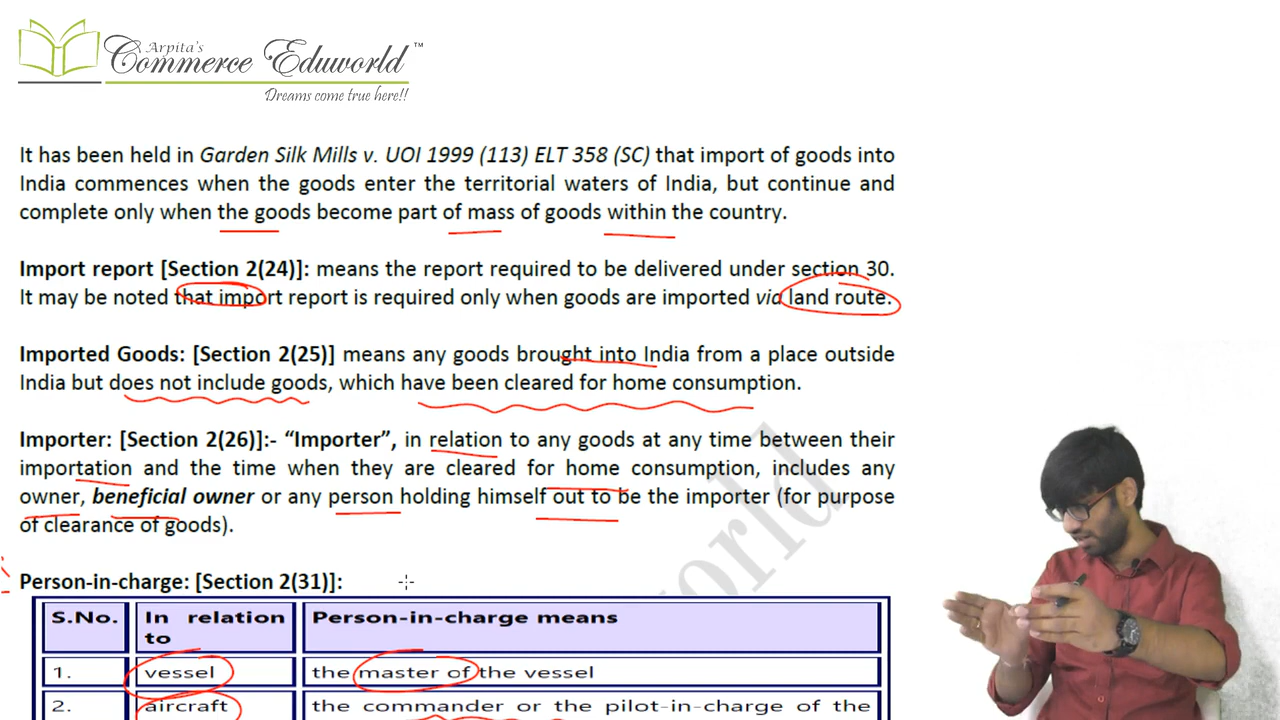 Arpita's
Commerce Eduworld™
Dreams come true here!!
It has been held in Garden Silk Mills v. UOI 1999 (113) ELT 358 (SC) that import of goods into
India commences when the goods enter the territorial waters of India, but continue and
complete only when the goods become part of mass of goods within the country.
Import report [Section 2(24)]: means the report required to be delivered under section 30.
It may be noted that import report is required only when goods are imported via land route.
Imported Goods: [Section 2(25)] means any goods brought into India from a place outside
India but does not include goods, which have been cleared for home consumption.
Importer: [Section 2(26)]:- “Importer”, in relation to any goods at any time between their
importation and the time when they are cleared for home consumption, includes any
owner, beneficial owner or any person holding himself out to be the importer (for purpose
of clearance of goods).
world
Person-in-charge: [Section 2(31)]:
S.No. In relation to Person-in-charge means
1. vessel the master of the vessel
2. aircraft the commander or the pilot-in-charge of the